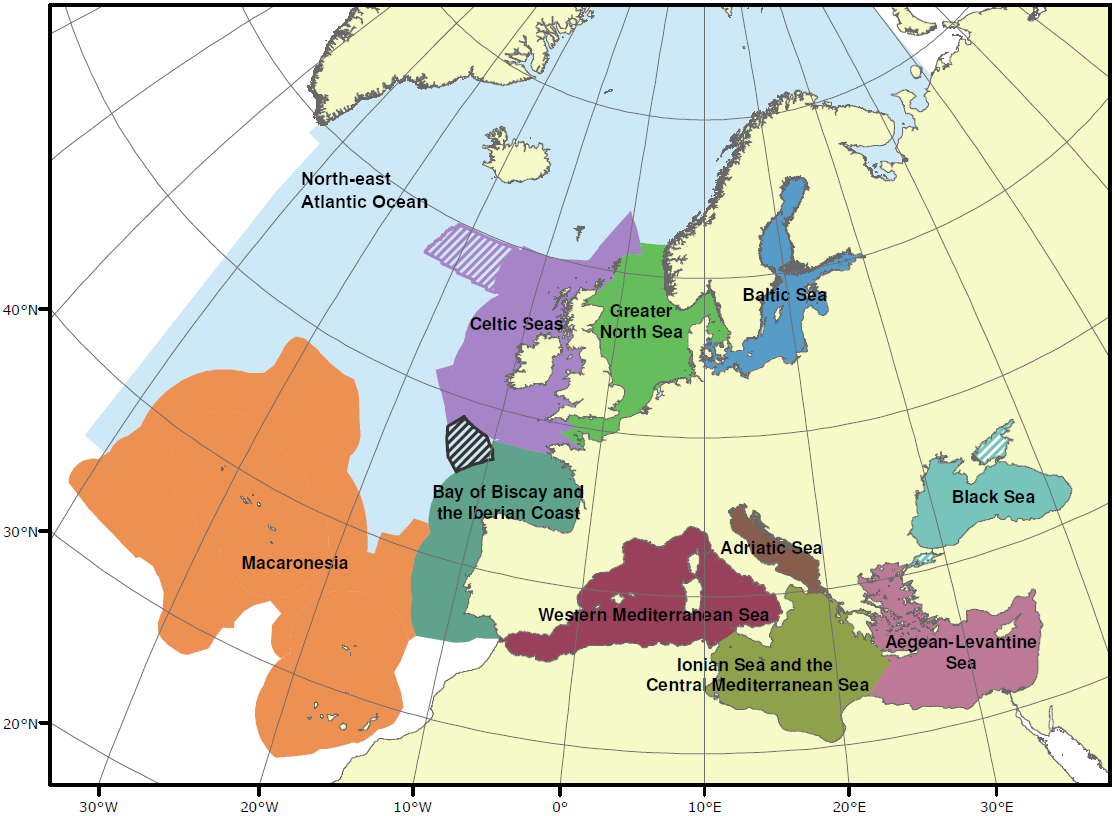 North-east
Atlantic Ocean
Baltic Sea
Greater
North Sea
Celtic Seas
40°N
Bay of Biscay and
the Iberian Coast
Black Sea
30°N
Adriatic Sea
Macaronesia
Western Mediterranean Sea
Aegean-Levantine
Sea
Ionian Sea and the
Central Mediterranean Sea
20°N
30°W
20°W
10°W
0°
10°E
20°E
30°E